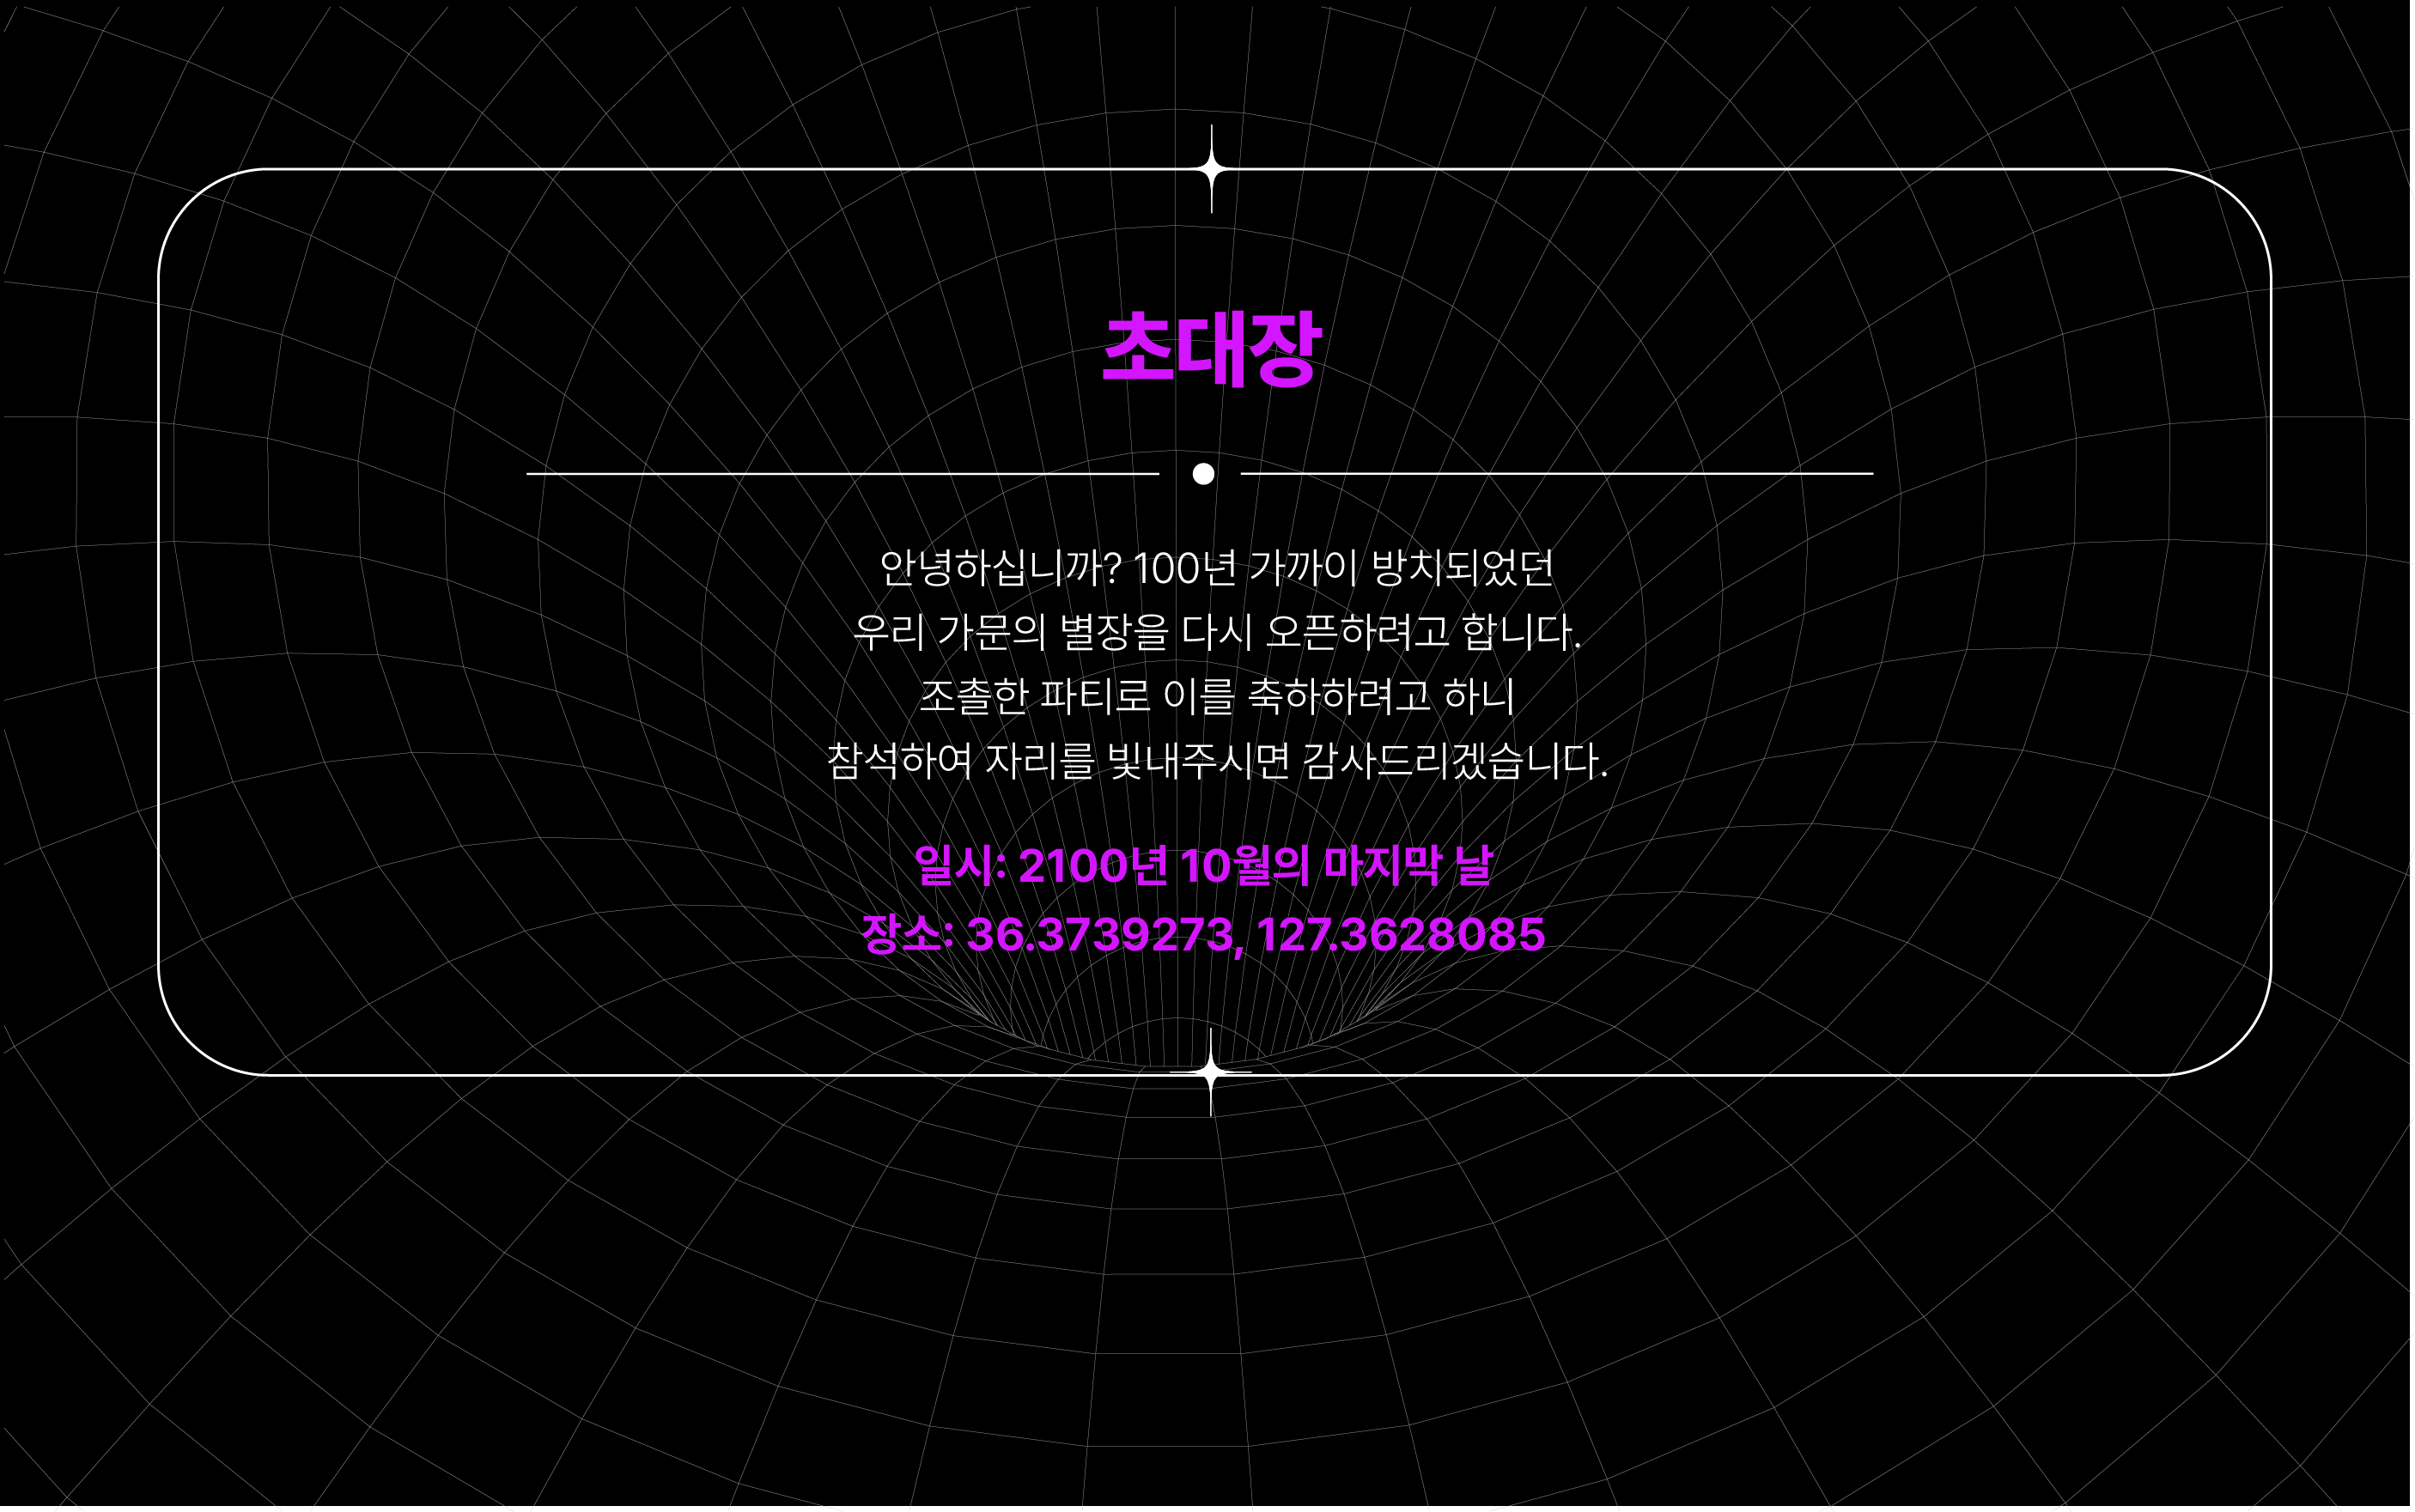 초대장
안녕하십니까? 100년 가까이 방치되었던
우리 가문의 별장을 다시 오픈하려고 합니다.
조촐한 파티로 이를 축하하려고 하니
참석하여 자리를 빛내주시면 감사드리겠습니다.
일시: 2100년 10월의 마지막 날
장소: 36.3739273, 127.3628085